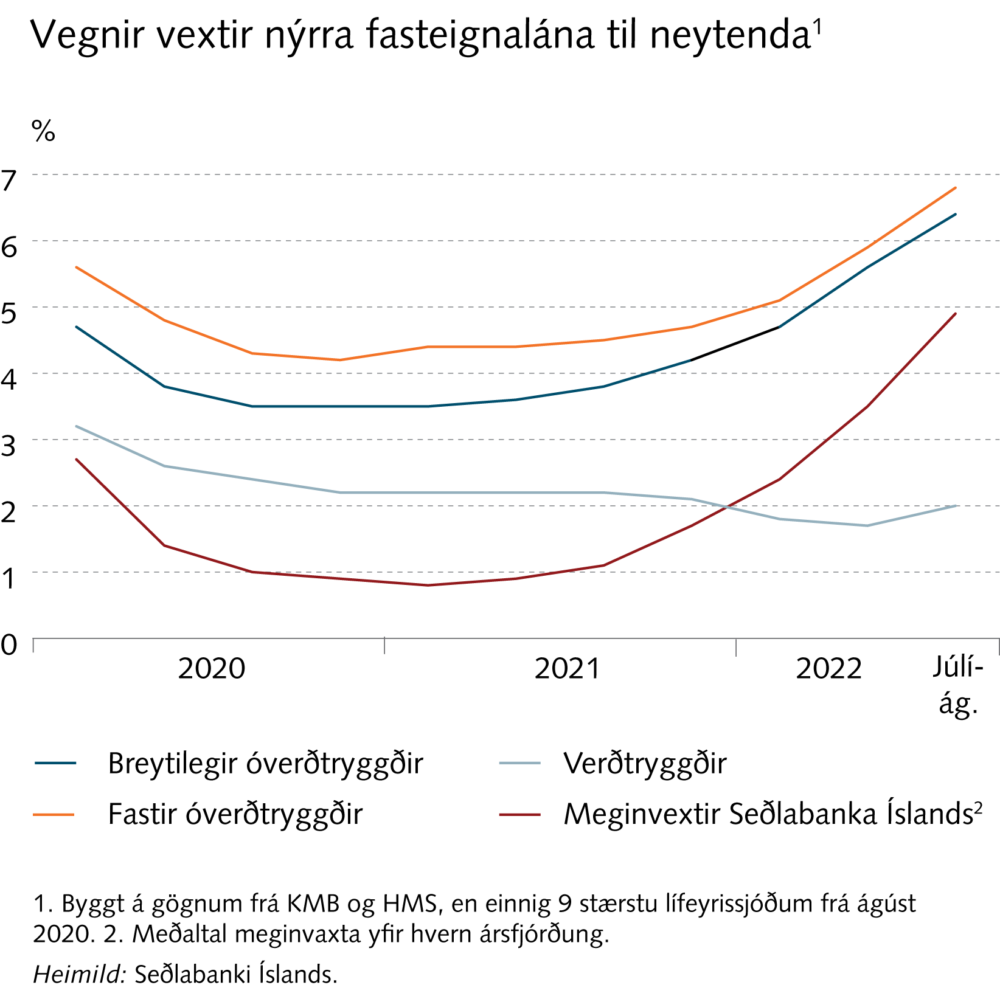 Vegnir vextir nýrra fasteignalána til neytenda¹
%
7
6
5
4
3
2
1
0
2020 2021 2022 Júlí-
ág.
Breytilegir óverðtryggðir Verðtryggðir
Fastir óverðtryggðir Meginvextir Seðlabanka Íslands²
1. Byggt á gögnum frá KMB og HMS, en einnig 9 stærstu lífeyrissjóðum frá ágúst
2020. 2. Meðaltal meginvaxta yfir hvern ársfjórðung.
Heimild: Seðlabanki Íslands.